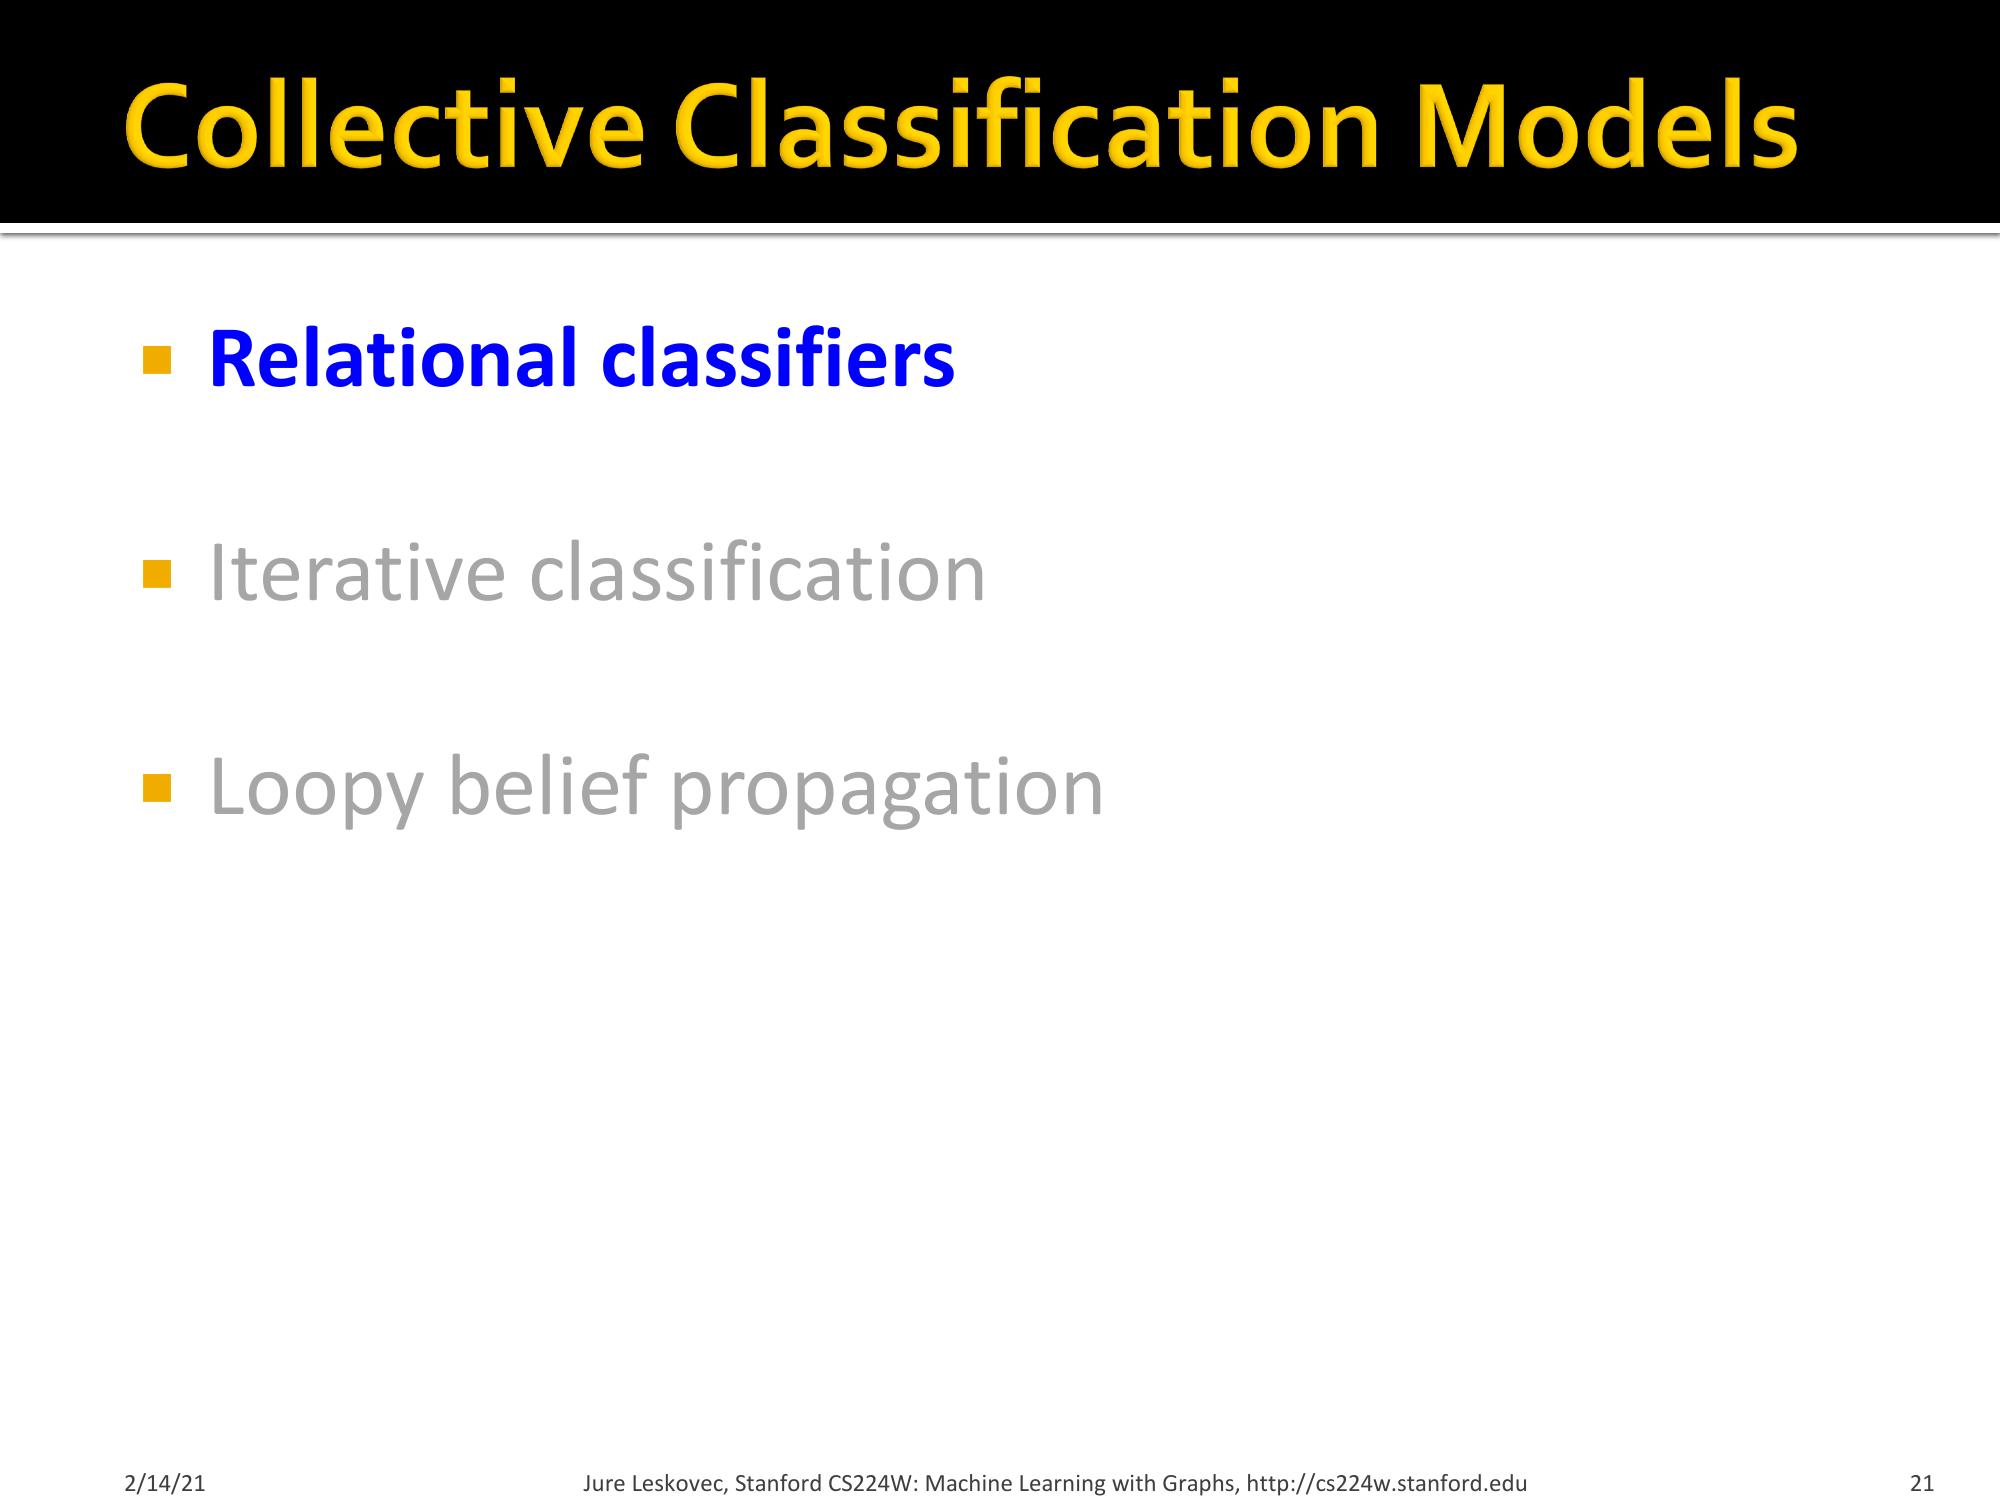 Collective Classification Models
Relational classifiers
Iterative classification
Loopy belief propagation
2/14/21
Jure Leskovec, Stanford CS224W: Machine Learning with Graphs, http://cs224w.stanford.edu
21